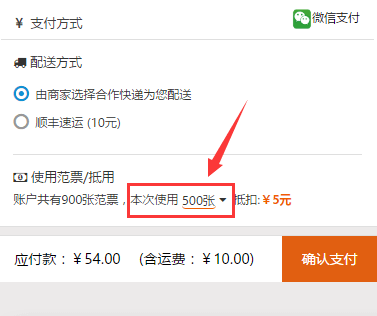 ¥ 支付方式 微信支付
配送方式
由商家选择合作快递为您配送
顺丰速运 (10元)
使用范票/抵用
账户共有900张范票，本次使用 500张 抵扣:￥5元
应付款：￥54.00 (含运费：￥10.00) 确认支付